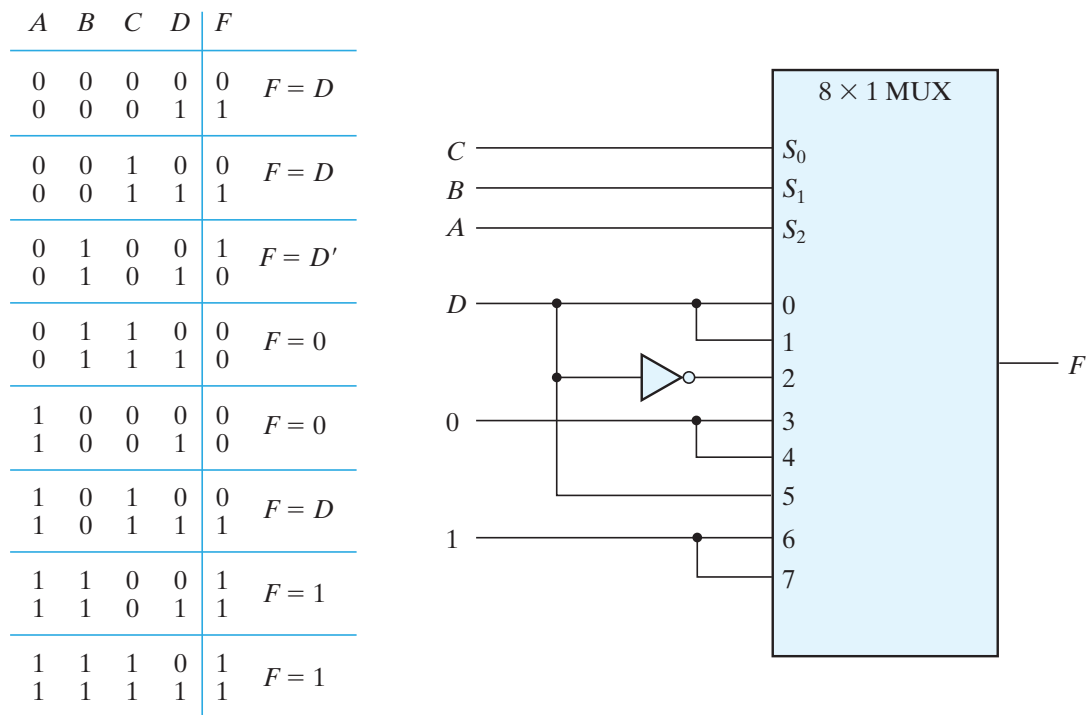 A B C D F
0 0 0 0 0
F = D
0 0 0 1 1
0 0 1 0 0
F = D
0 0 1 1 1
0 1 0 0 1
F = D′
0 1 0 1 0
0 1 1 0 0
F = 0
0 1 1 1 0
1 0 0 0 0
F = 0
1 0 0 1 0
1 0 1 0 0
F = D
1 0 1 1 1
1 1 0 0 1
F = 1
1 1 0 1 1
1 1 1 0 1
F = 1
1 1 1 1 1
8 × 1 MUX
C S₀
B S₁
A S₂
D 0
1
2
0 3
4
5
1 6
7
F